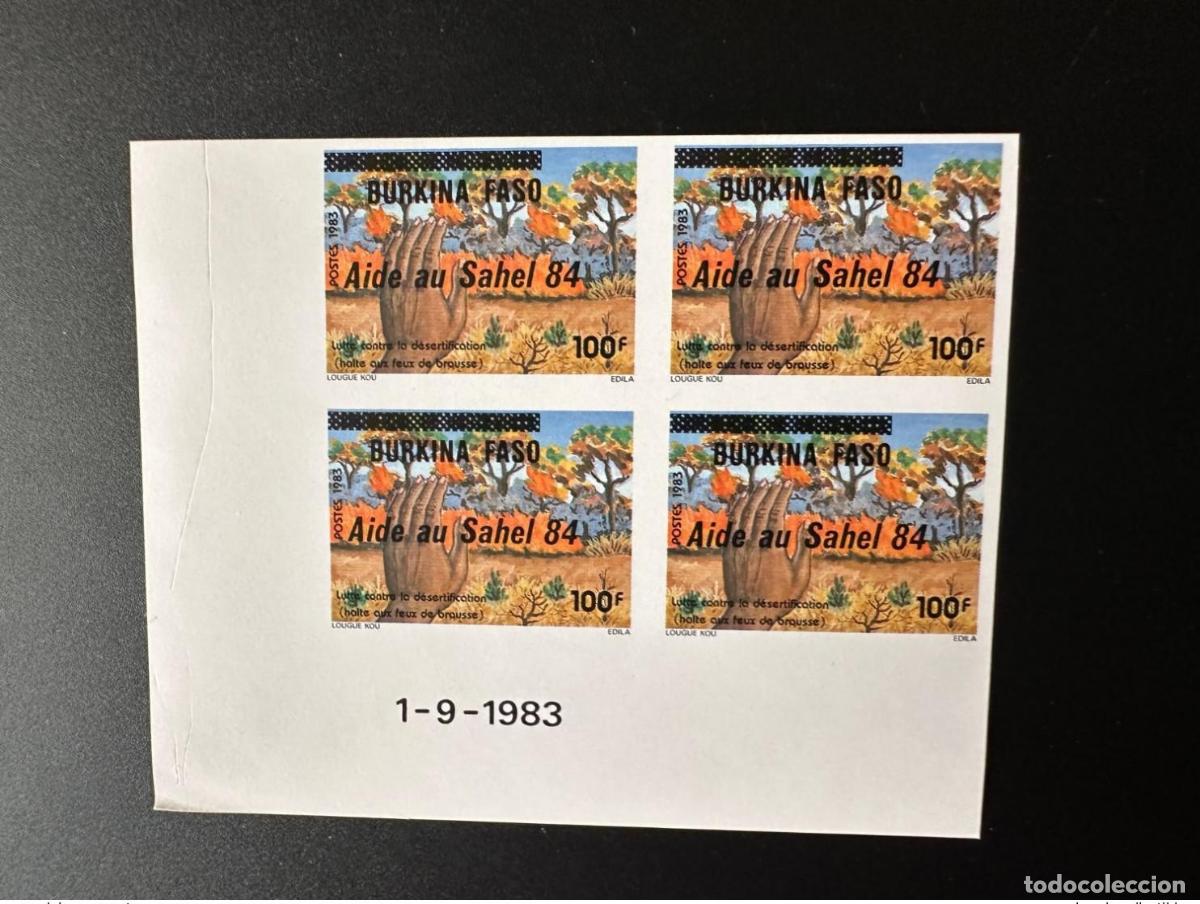 BURKINA FASO
POSTES 1983
Aide au Sahel 84
Lutte contre la désertification
(halte aux feux de brousse)
100F
LOUGUE KOU
EDILA
BURKINA FASO
POSTES 1983
Aide au Sahel 84
Lutte contre la désertification
(halte aux feux de brousse)
100F
LOUGUE KOU
EDILA
BURKINA FASO
POSTES 1983
Aide au Sahel 84
Lutte contre la désertification
(halte aux feux de brousse)
100F
LOUGUE KOU
EDILA
BURKINA FASO
POSTES 1983
Aide au Sahel 84
Lutte contre la désertification
(halte aux feux de brousse)
100F
LOUGUE KOU
EDILA
1-9-1983
todocoleccion